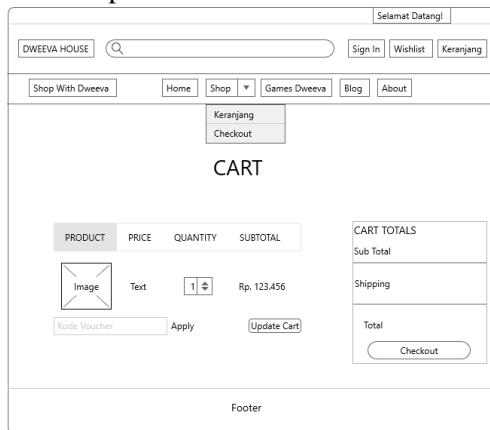 Selamat Datang!
DWEEVA HOUSE Sign In Wishlist Keranjang
Shop With Dweeva Home Shop Games Dweeva Blog About
Keranjang
Checkout
CART
PRODUCT PRICE QUANTITY SUBTOTAL
Image Text 1 Rp. 123.456
Kode Voucher Apply Update Cart
CART TOTALS
Sub Total
Shipping
Total
Checkout
Footer